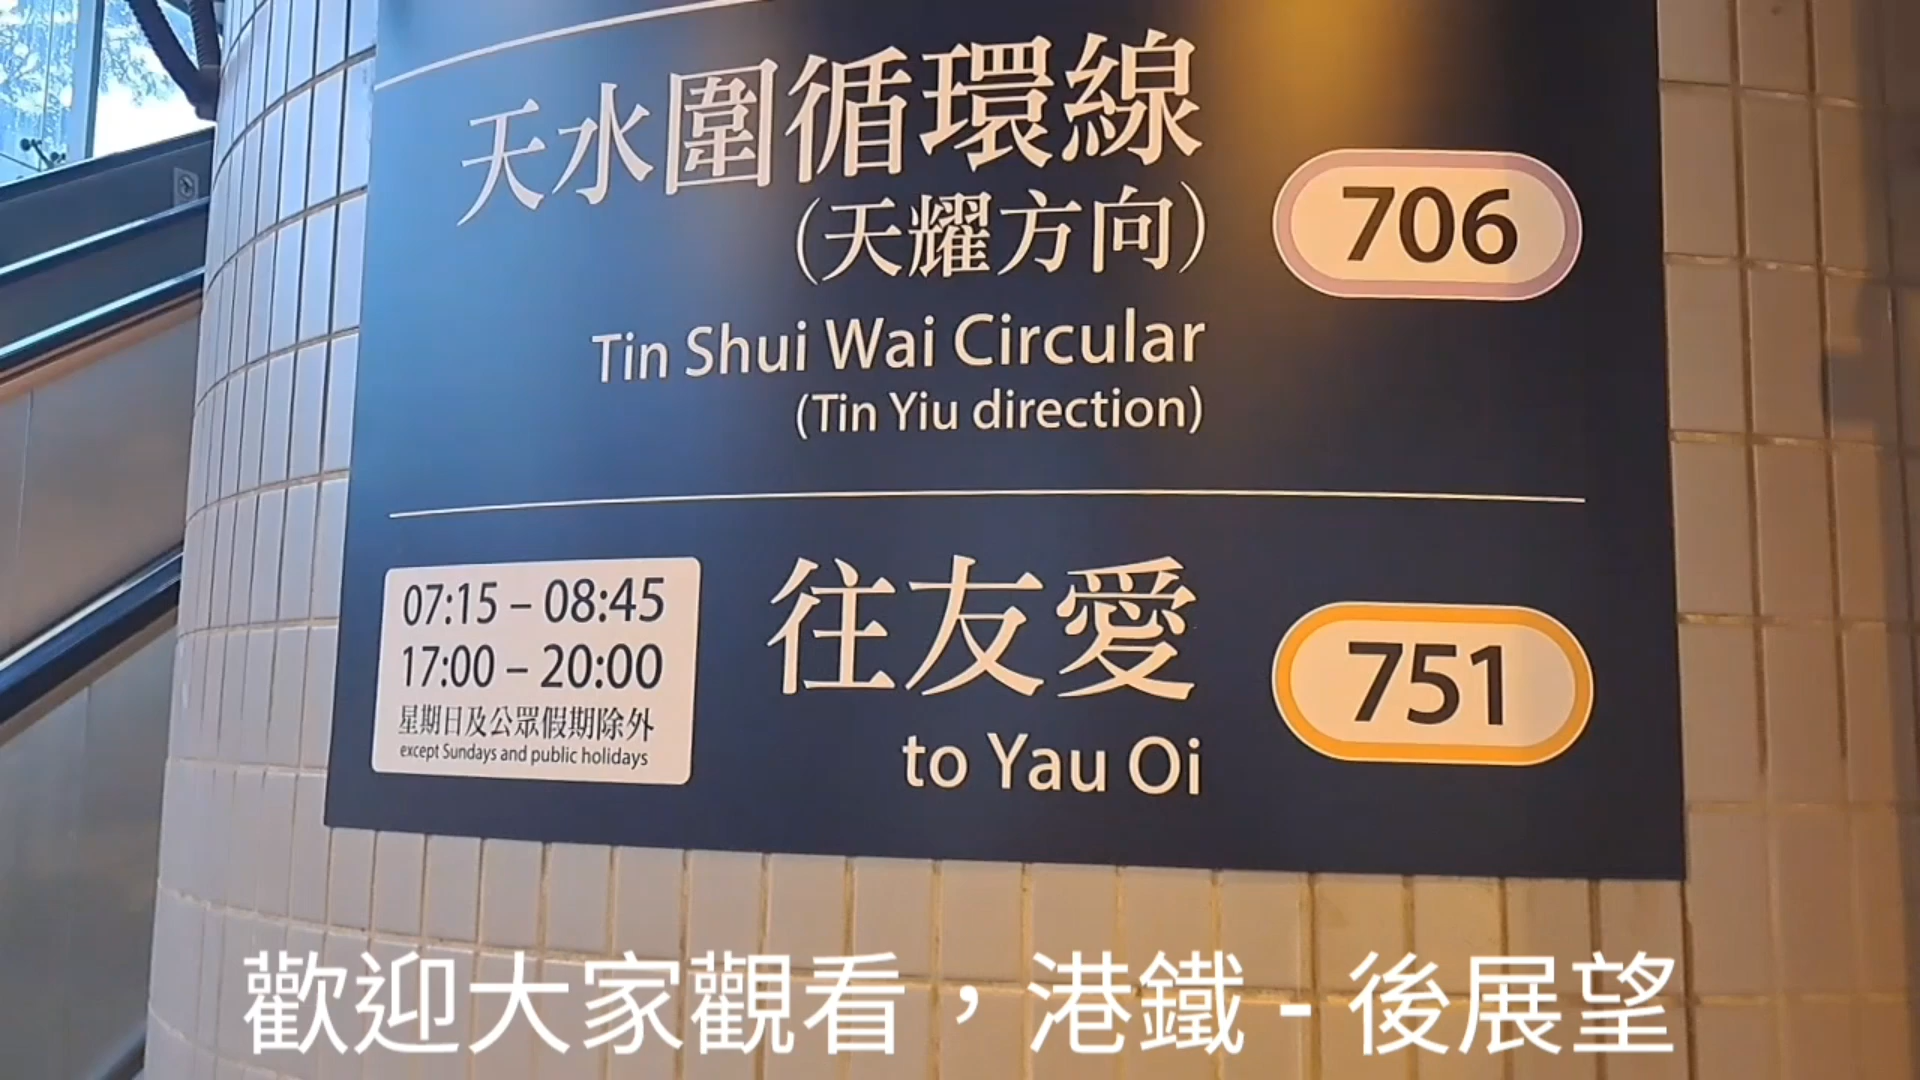 天水圍循環線
(天耀方向)
706
Tin Shui Wai Circular
(Tin Yiu direction)
07:15 – 08:45
17:00 – 20:00
星期日及公眾假期除外
except Sundays and public holidays
往友愛
to Yau Oi
751
歡迎大家觀看，港鐵 - 後展望